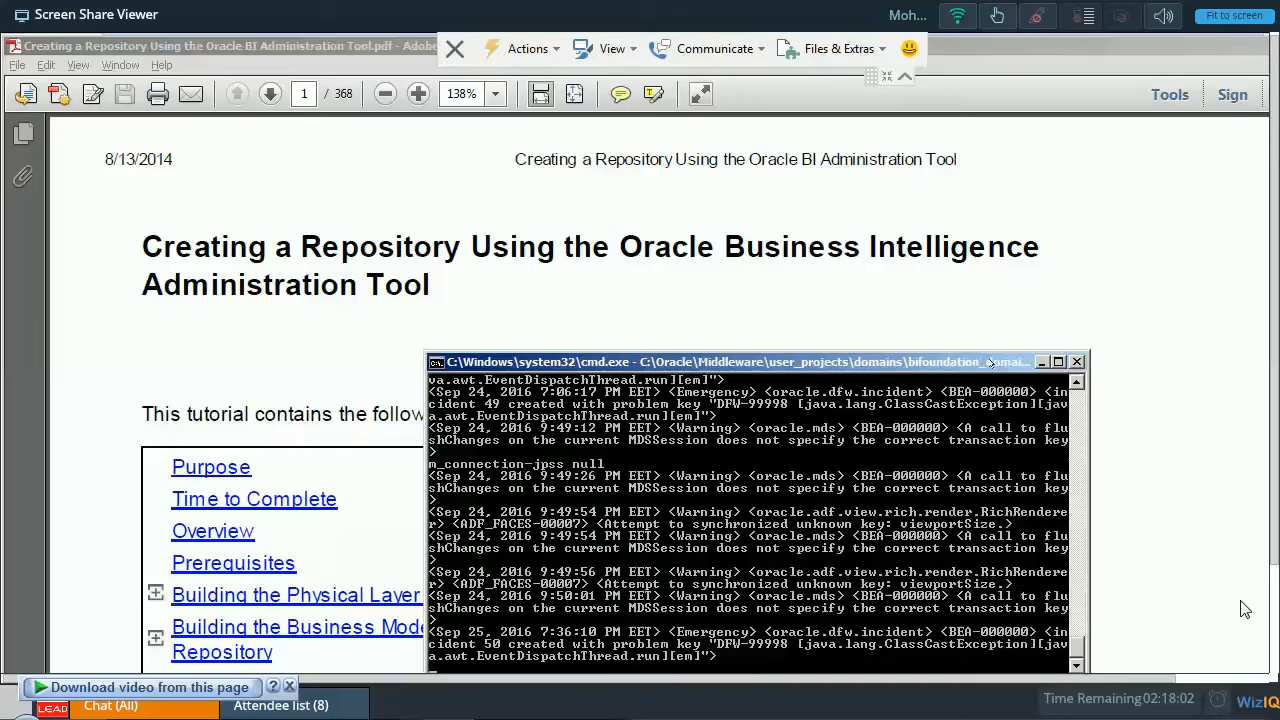 Screen Share Viewer
Moh...
Fit to screen
Creating a Repository Using the Oracle BI Administration Tool.pdf - Adobe
Actions
View
Communicate
Files & Extras
File Edit View Window Help
1 / 368
138%
Tools
Sign
8/13/2014
Creating a Repository Using the Oracle BI Administration Tool
Creating a Repository Using the Oracle Business Intelligence
Administration Tool
This tutorial contains the follow
Purpose
Time to Complete
Overview
Prerequisites
Building the Physical Layer
Building the Business Mode
Repository
C:\Windows\system32\cmd.exe - C:\Oracle\Middleware\user_projects\domains\bifoundation_domai...
va.awt.EventDispatchThread.run][em]">
<Sep 24, 2016 7:06:17 PM EET> <Emergency> <oracle.dfw.incident> <BEA-000000> <in
cident 49 created with problem key "DFW-99998 [java.lang.ClassCastException][jav
a.awt.EventDispatchThread.run][em]">
<Sep 24, 2016 9:49:12 PM EET> <Warning> <oracle.mds> <BEA-000000> <A call to flu
shChanges on the current MDSSession does not specify the correct transaction key
>
m_connection-jpss null
<Sep 24, 2016 9:49:26 PM EET> <Warning> <oracle.mds> <BEA-000000> <A call to flu
shChanges on the current MDSSession does not specify the correct transaction key
>
<Sep 24, 2016 9:49:54 PM EET> <Warning> <oracle.adf.view.rich.render.RichRendere
r> <ADF_FACES-00007> <Attempt to synchronized unknown key: viewportSize.>
<Sep 24, 2016 9:49:54 PM EET> <Warning> <oracle.mds> <BEA-000000> <A call to flu
shChanges on the current MDSSession does not specify the correct transaction key
>
<Sep 24, 2016 9:49:56 PM EET> <Warning> <oracle.adf.view.rich.render.RichRendere
r> <ADF_FACES-00007> <Attempt to synchronized unknown key: viewportSize.>
<Sep 24, 2016 9:50:01 PM EET> <Warning> <oracle.mds> <BEA-000000> <A call to flu
shChanges on the current MDSSession does not specify the correct transaction key
>
<Sep 25, 2016 7:36:10 PM EET> <Emergency> <oracle.dfw.incident> <BEA-000000> <in
cident 50 created with problem key "DFW-99998 [java.lang.ClassCastException][jav
a.awt.EventDispatchThread.run][em]">
Download video from this page
LEAD
Chat (All)
Attendee list (8)
Time Remaining 02:18:02
WizIQ